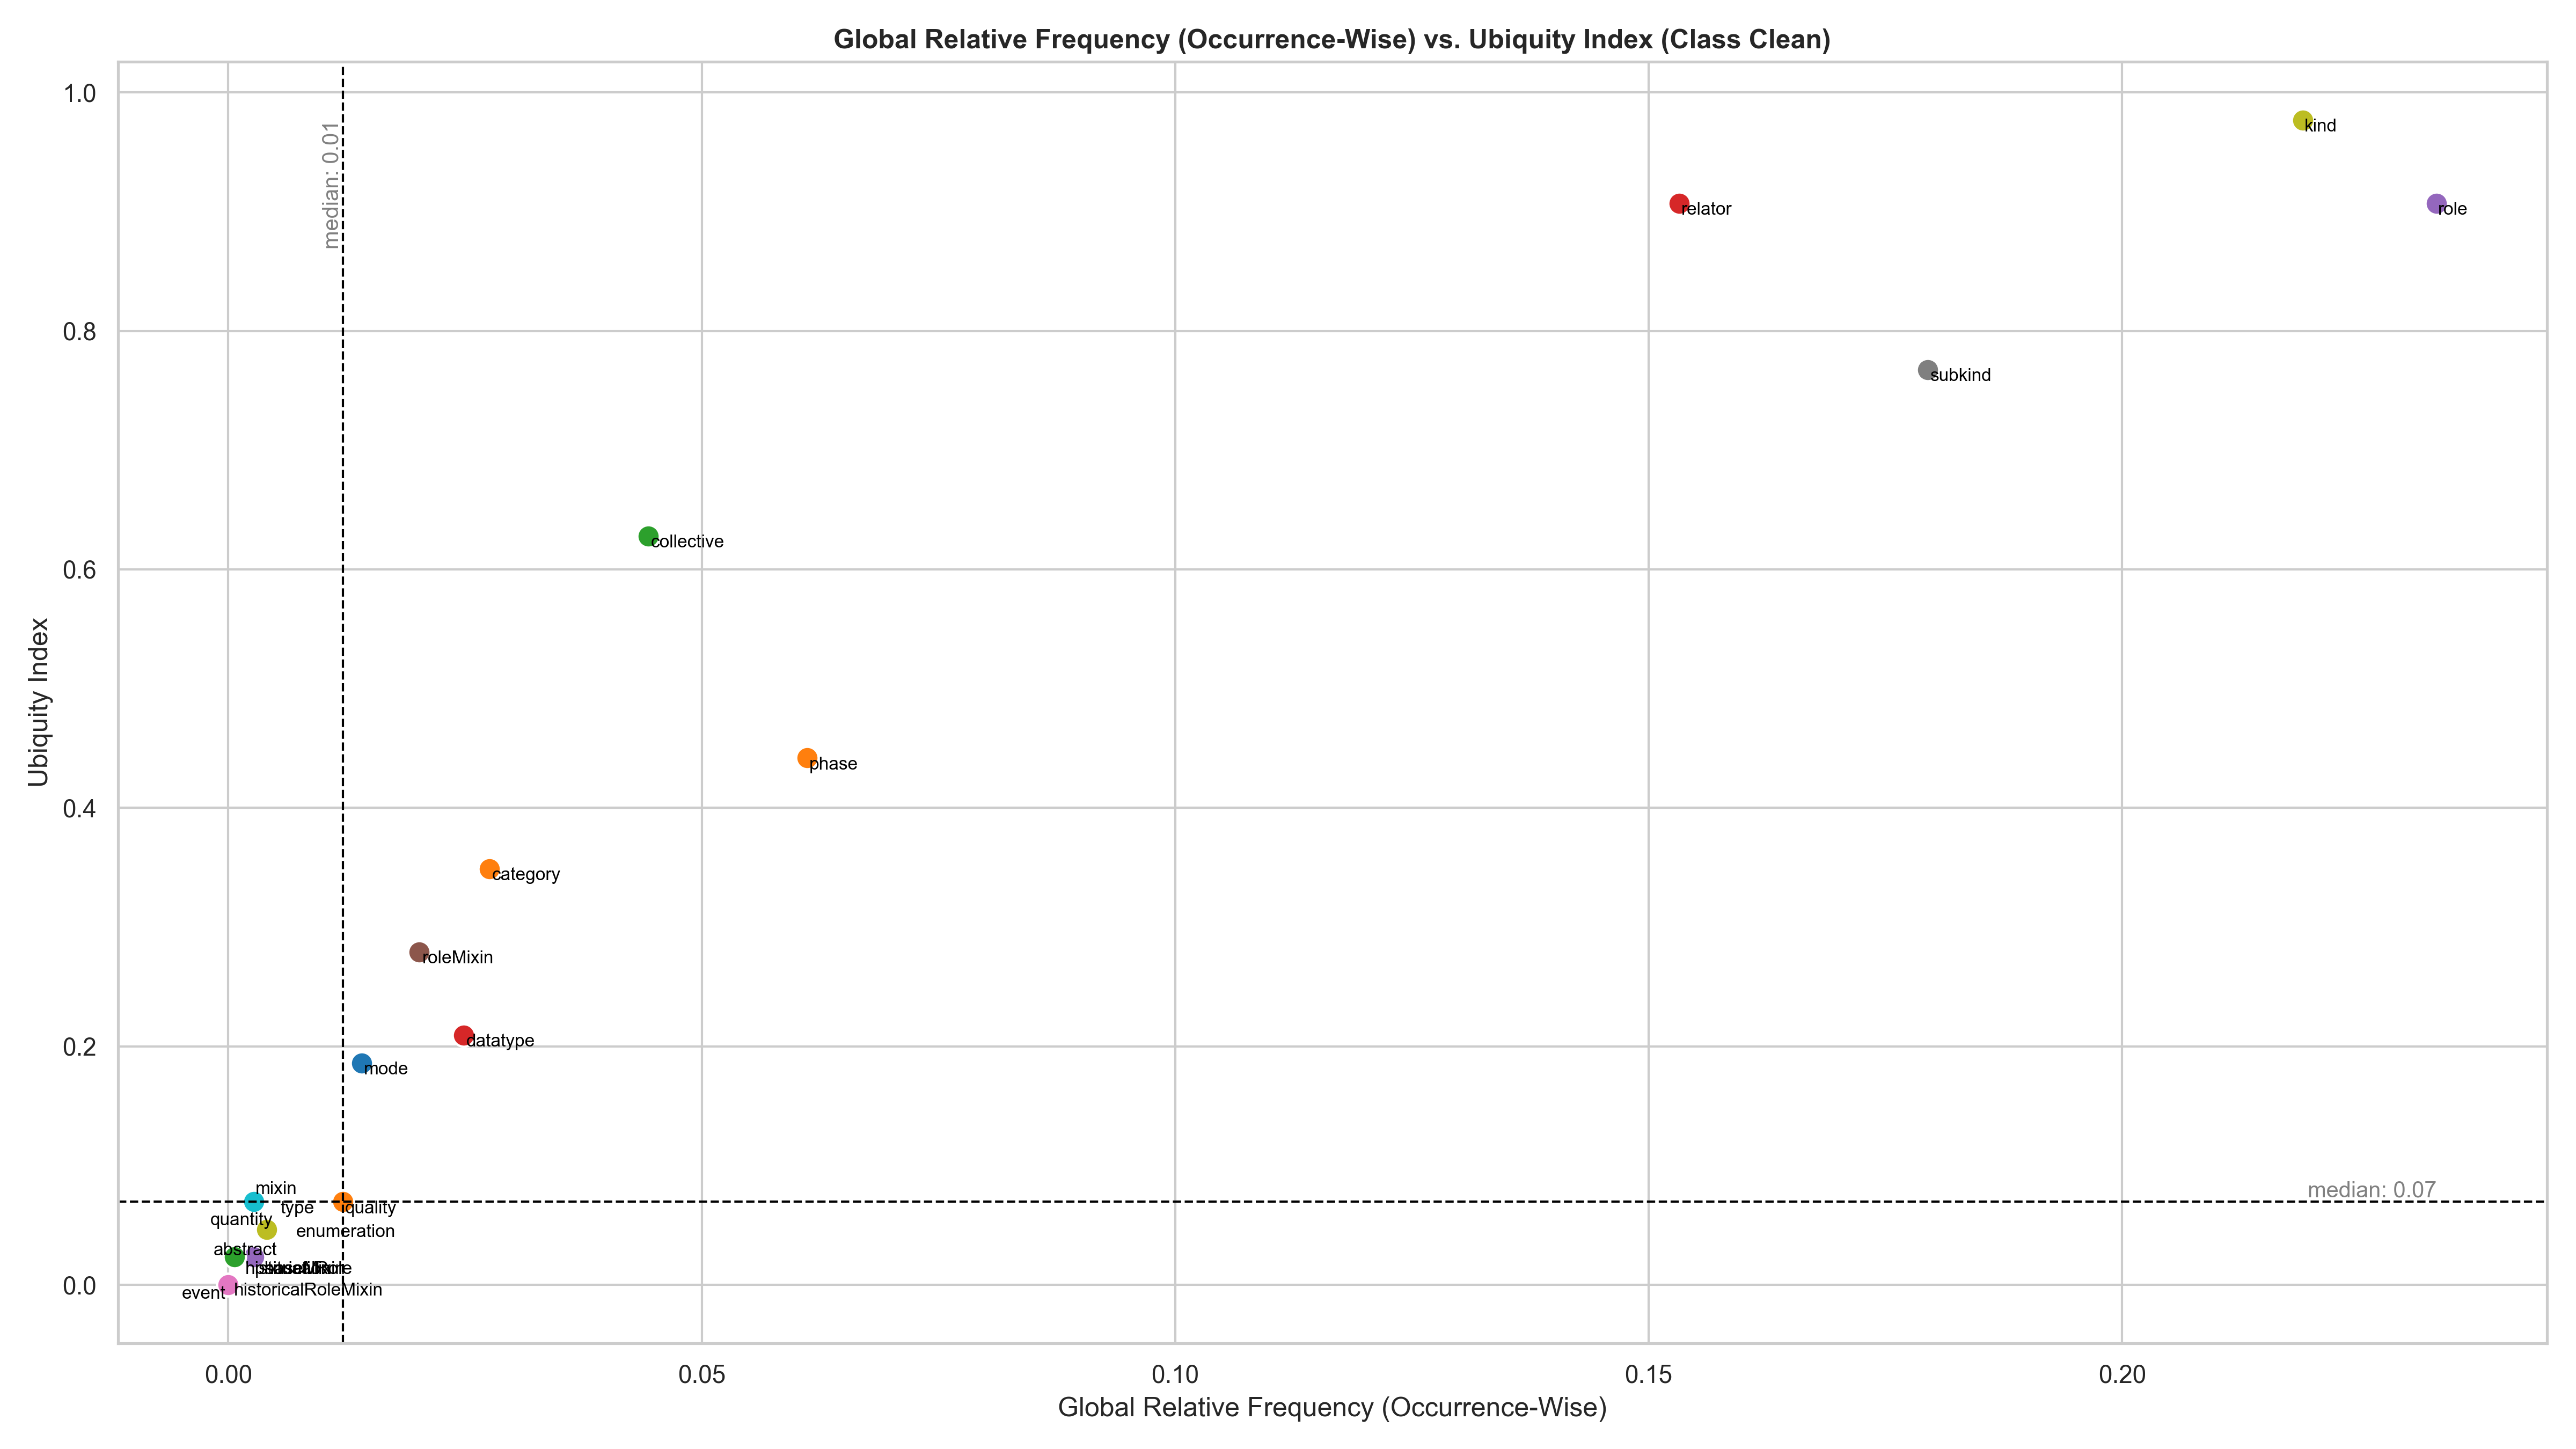 Global Relative Frequency (Occurrence-Wise) vs. Ubiquity Index (Class Clean)
1.0
0.8
0.6
0.4
0.2
0.0
Ubiquity Index
median: 0.01
kind
relator
role
subkind
collective
phase
category
roleMixin
datatype
mode
mixin
median: 0.07
type
quality
quantity
enumeration
abstract
historicalRoleMixin
event
0.00
0.05
0.10
0.15
0.20
Global Relative Frequency (Occurrence-Wise)